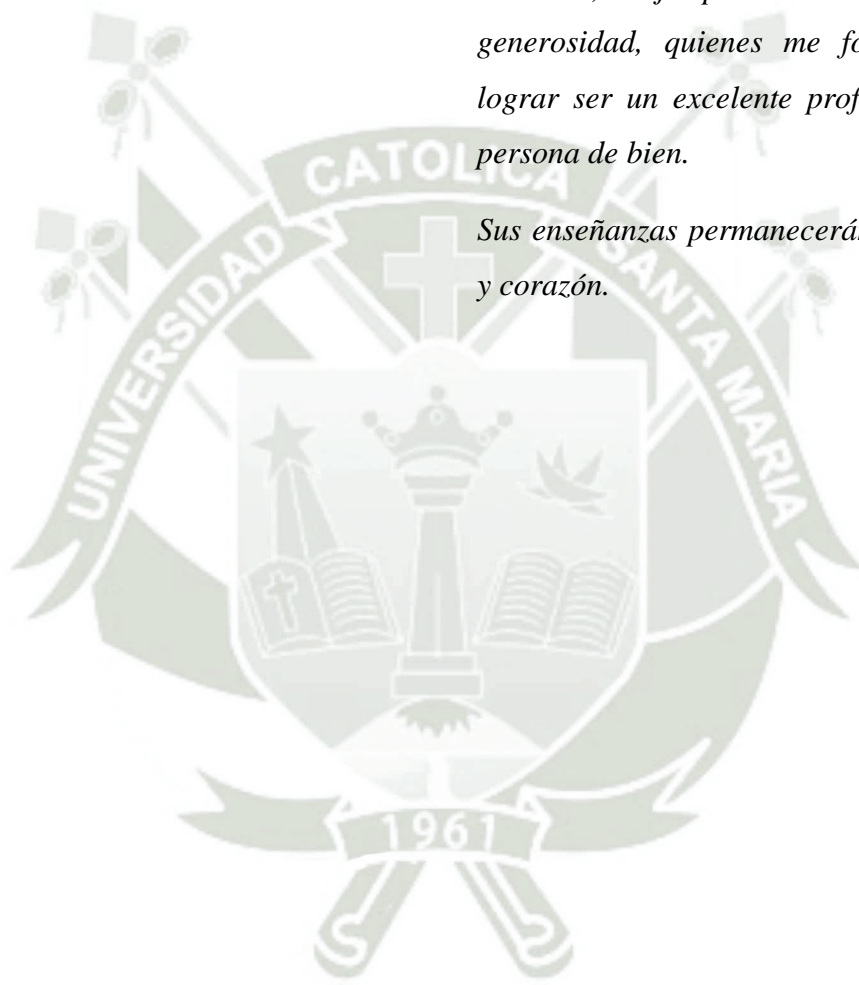 generosidad, quienes me fo
lograr ser un excelente prof
persona de bien.
Sus enseñanzas permanecerá
y corazón.
UNIVERSIDAD CATOLICA SANTA MARIA
1961